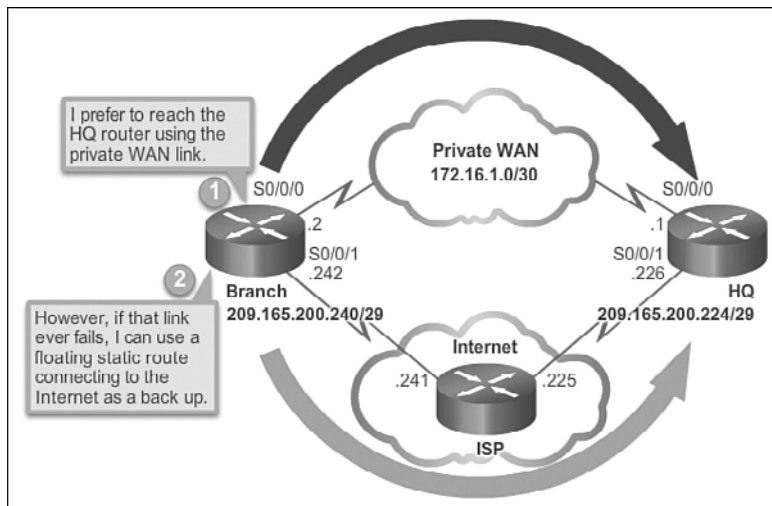 I prefer to reach the
HQ router using the
private WAN link.
1
S0/0/0
Private WAN
172.16.1.0/30
S0/0/0
.2
.1
S0/0/1
.242
S0/0/1
.226
2
Branch
HQ
209.165.200.240/29
209.165.200.224/29
However, if that link
ever fails, I can use a
floating static route
connecting to the
Internet as a back up.
Internet
.241
.225
ISP